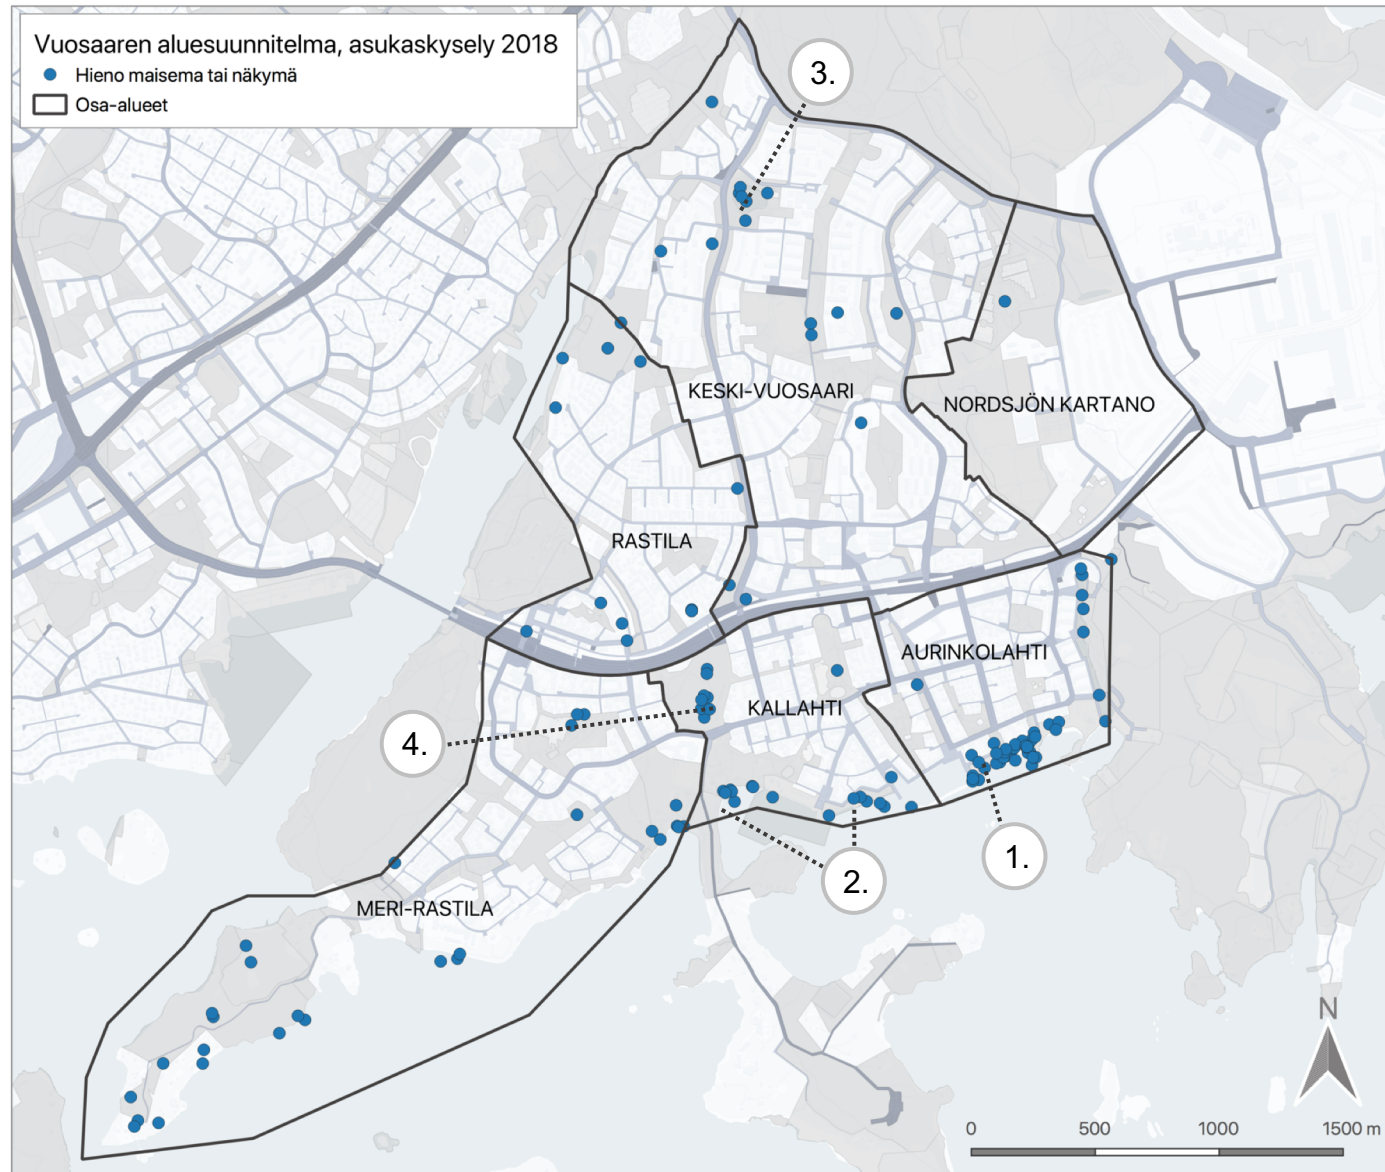 Vuosaaren aluesuunnitelma, asukaskysely 2018
Hieno maisema tai näkymä
Osa-alueet
3.
KESKI-VUOSAARI
NORDSJÖN KARTANO
RASTILA
AURINKOLAHTI
KALLAHTI
4.
1.
2.
MERI-RASTILA
N
0 500 1000 1500 m